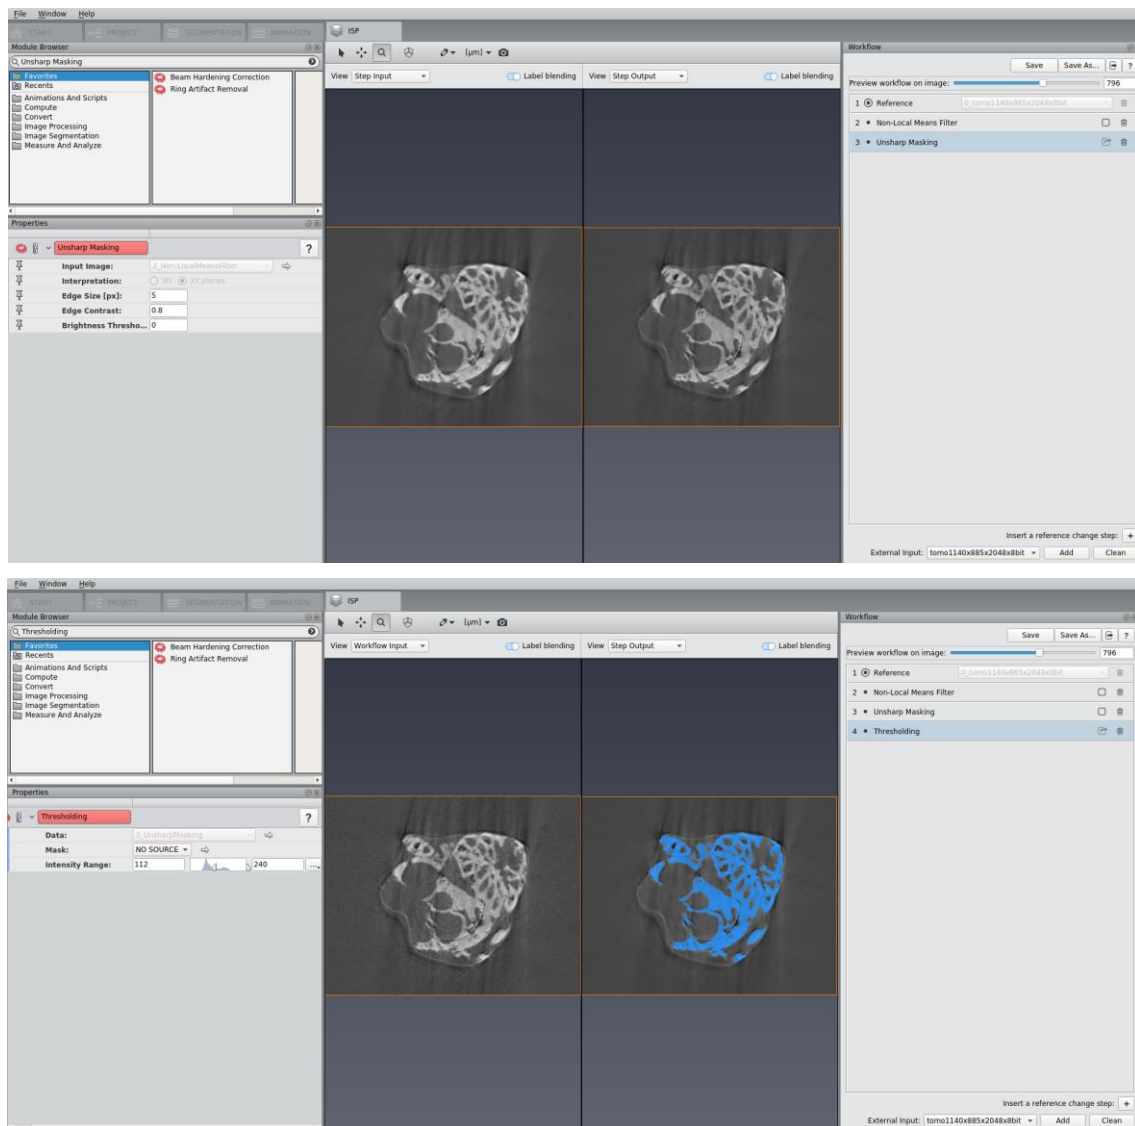 File Window Help
START PROJECT SEGMENTATION ANIMATION ISP
Module Browser
Unsharp Masking
Favorites
Recents
Animations And Scripts
Compute
Convert
Image Processing
Image Segmentation
Measure And Analyze
Beam Hardening Correction
Ring Artifact Removal
Properties
Unsharp Masking ?
Input Image: 2_Non-LocalMeansFilter
Interpretation: 3D XY planes
Edge Size [px]: 5
Edge Contrast: 0.8
Brightness Thresho... 0
[µm]
View Step Input Label blending
View Step Output Label blending
Workflow
Save Save As... ?
Preview workflow on image: 796
1 Reference 0_tomo1140x885x2048x8bit
2 Non-Local Means Filter
3 Unsharp Masking
Insert a reference change step: +
External Input: tomo1140x885x2048x8bit Add Clean
File Window Help
START PROJECT SEGMENTATION ANIMATION ISP
Module Browser
Thresholding
Favorites
Recents
Animations And Scripts
Compute
Convert
Image Processing
Image Segmentation
Measure And Analyze
Beam Hardening Correction
Ring Artifact Removal
Properties
Thresholding ?
Data: 3_UnsharpMasking
Mask: NO SOURCE
Intensity Range: 112 240 ...
[µm]
View Workflow Input Label blending
View Step Output Label blending
Workflow
Save Save As... ?
Preview workflow on image: 796
1 Reference 0_tomo1140x885x2048x8bit
2 Non-Local Means Filter
3 Unsharp Masking
4 Thresholding
Insert a reference change step: +
External Input: tomo1140x885x2048x8bit Add Clean